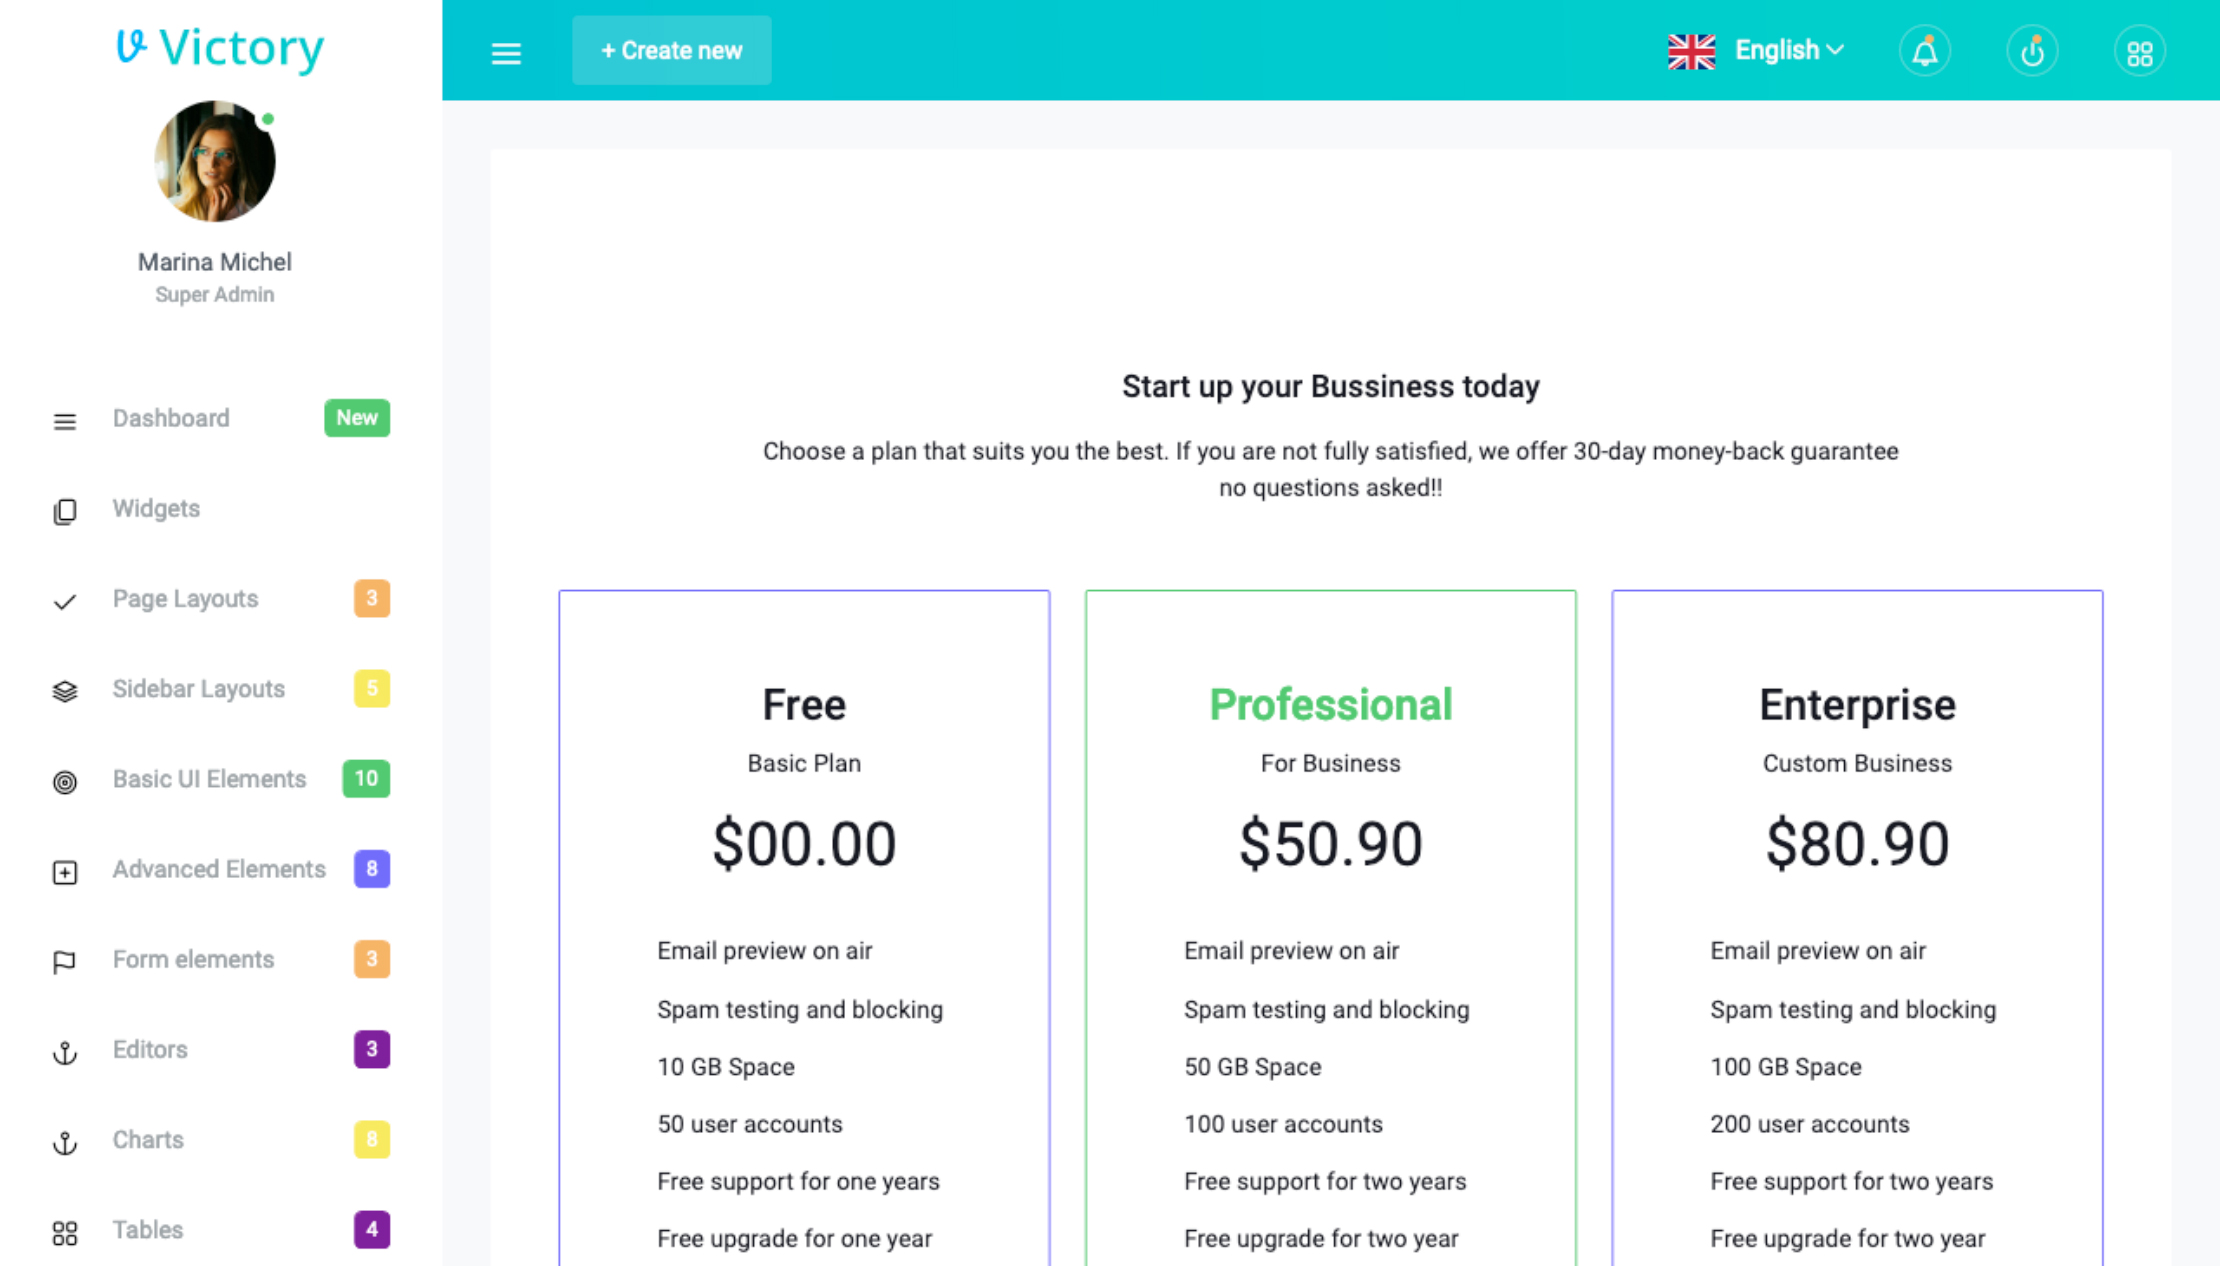 Victory
+ Create new
English
Marina Michel
Super Admin
Dashboard New
Widgets
Page Layouts 3
Sidebar Layouts 5
Basic UI Elements 10
Advanced Elements 8
Form elements 3
Editors 3
Charts 8
Tables 4
Start up your Bussiness today
Choose a plan that suits you the best. If you are not fully satisfied, we offer 30-day money-back guarantee
no questions asked!!
Free
Basic Plan
$00.00
Email preview on air
Spam testing and blocking
10 GB Space
50 user accounts
Free support for one years
Free upgrade for one year
Professional
For Business
$50.90
Email preview on air
Spam testing and blocking
50 GB Space
100 user accounts
Free support for two years
Free upgrade for two year
Enterprise
Custom Business
$80.90
Email preview on air
Spam testing and blocking
100 GB Space
200 user accounts
Free support for two years
Free upgrade for two year